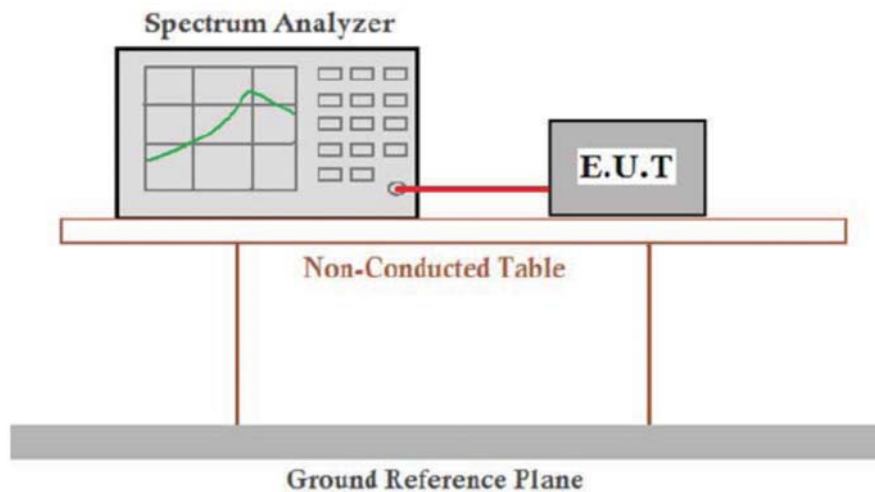 Spectrum Analyzer
E.U.T
Non-Conducted Table
Ground Reference Plane